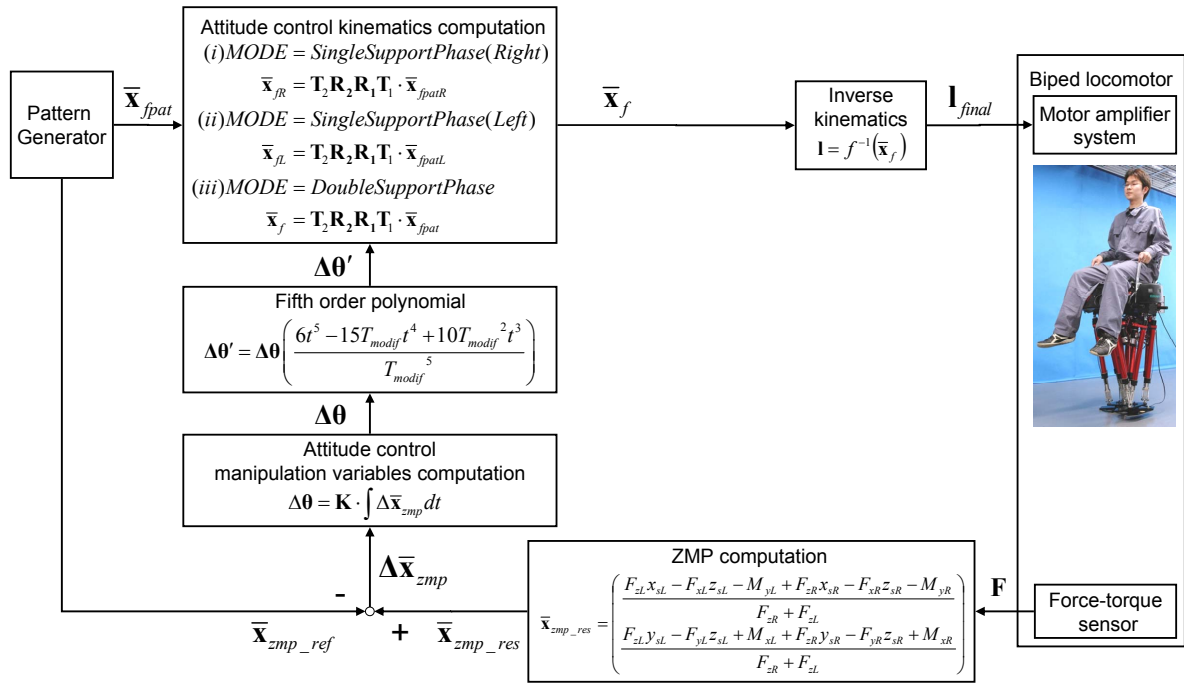 Pattern
Generator
x̄_fpat
Attitude control kinematics computation
(i)MODE = SingleSupportPhase(Right)
x̄_fR = T₂R₂R₁T₁ · x̄_fpatR
(ii)MODE = SingleSupportPhase(Left)
x̄_fL = T₂R₂R₁T₁ · x̄_fpatL
(iii)MODE = DoubleSupportPhase
x̄_f = T₂R₂R₁T₁ · x̄_fpat
x̄_f
Inverse
kinematics
l = f⁻¹(x̄_f)
l_final
Biped locomotor
Motor amplifier
system
Δθ′
Fifth order polynomial
Δθ′ = Δθ((6t⁵ − 15T_modif t⁴ + 10T_modif² t³) / T_modif⁵)
Δθ
Attitude control
manipulation variables computation
Δθ = K · ∫ Δx̄_zmp dt
Δx̄_zmp
-
x̄_zmp_ref
+
x̄_zmp_res
ZMP computation
x̄_zmp_res = ((F_zL x_sL − F_xL z_sL − M_yL + F_zR x_sR − F_xR z_sR − M_yR) / (F_zR + F_zL)
(F_zL y_sL − F_yL z_sL + M_xL + F_zR y_sR − F_yR z_sR + M_xR) / (F_zR + F_zL))
F
Force-torque
sensor